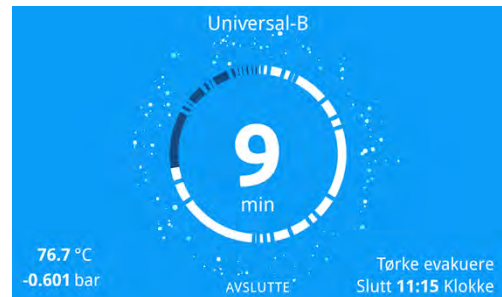 Universal-B
9
min
76.7 °C
-0.601 bar
AVSLUTTE
Tørke evakuere
Slutt 11:15 Klokke